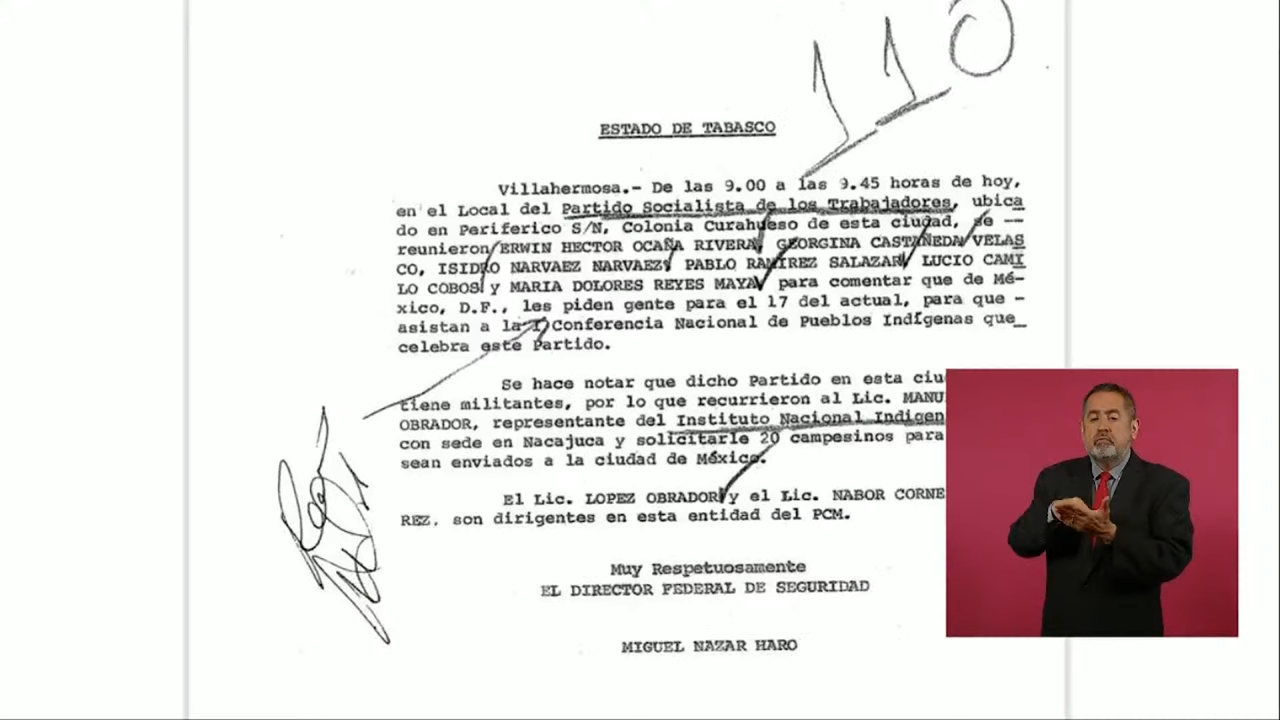 110
ESTADO DE TABASCO
Villahermosa.- De las 9.00 a las 9.45 horas de hoy,
en el Local del Partido Socialista de los Trabajadores, ubica
do en Periferico S/N, Colonia Curahueso de esta ciudad, se --
reunieron ERWIN HECTOR OCAÑA RIVERA, GEORGINA CASTAÑEDA VELAS
CO, ISIDRO NARVAEZ NARVAEZ, PABLO RAMIREZ SALAZAR, LUCIO CAMI
LO COBOS y MARIA DOLORES REYES MAYA, para comentar que de Mé-
xico, D.F., les piden gente para el 17 del actual, para que -
asistan a la I Conferencia Nacional de Pueblos Indígenas que_
celebra este Partido.
Se hace notar que dicho Partido en esta ciu
tiene militantes, por lo que recurrieron al Lic. MANU
OBRADOR, representante del Instituto Nacional Indigen
con sede en Nacajuca y solicitarle 20 campesinos para
sean enviados a la ciudad de México.
El Lic. LOPEZ OBRADOR y el Lic. NABOR CORNE
REZ, son dirigentes en esta entidad del PCM.
Muy Respetuosamente
EL DIRECTOR FEDERAL DE SEGURIDAD
MIGUEL NAZAR HARO